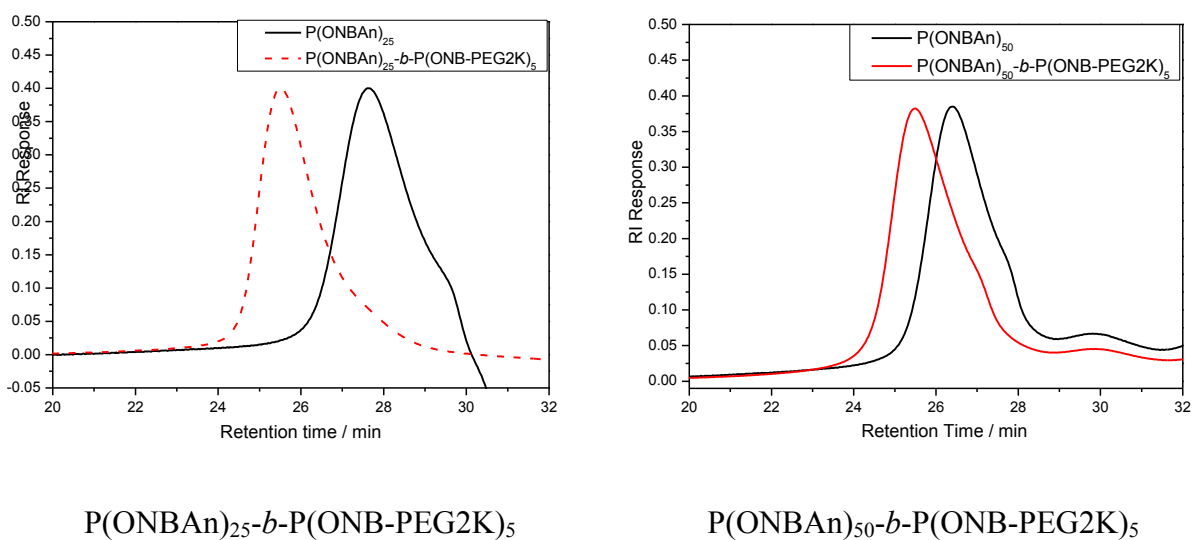 P(ONBAn)25
P(ONBAn)25-b-P(ONB-PEG2K)5
RI Response
0.50
0.45
0.40
0.35
0.30
0.25
0.20
0.15
0.10
0.05
0.00
-0.05
20 22 24 26 28 30 32
Retention time / min
P(ONBAn)50
P(ONBAn)50-b-P(ONB-PEG2K)5
RI Response
0.50
0.45
0.40
0.35
0.30
0.25
0.20
0.15
0.10
0.05
0.00
20 22 24 26 28 30 32
Retention Time / min
P(ONBAn)25-b-P(ONB-PEG2K)5
P(ONBAn)50-b-P(ONB-PEG2K)5